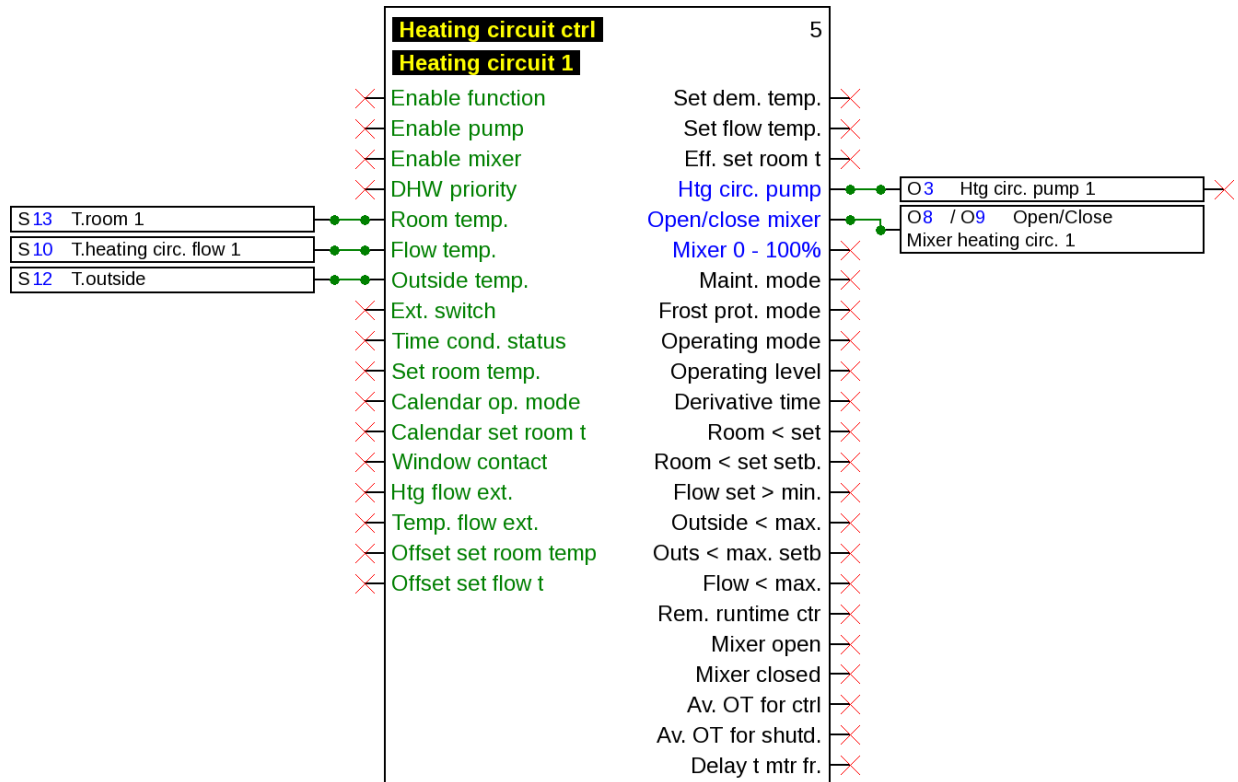 Heating circuit ctrl 5
Heating circuit 1
Enable function Set dem. temp.
Enable pump Set flow temp.
Enable mixer Eff. set room t
DHW priority Htg circ. pump O3 Htg circ. pump 1
S13 T.room 1 Room temp. Open/close mixer O8 / O9 Open/Close
Mixer heating circ. 1
S10 T.heating circ. flow 1 Flow temp. Mixer 0 - 100%
S12 T.outside Outside temp. Maint. mode
Ext. switch Frost prot. mode
Time cond. status Operating mode
Set room temp. Operating level
Calendar op. mode Derivative time
Calendar set room t Room < set
Window contact Room < set setb.
Htg flow ext. Flow set > min.
Temp. flow ext. Outside < max.
Offset set room temp Outs < max. setb
Offset set flow t Flow < max.
Rem. runtime ctr
Mixer open
Mixer closed
Av. OT for ctrl
Av. OT for shutd.
Delay t mtr fr.